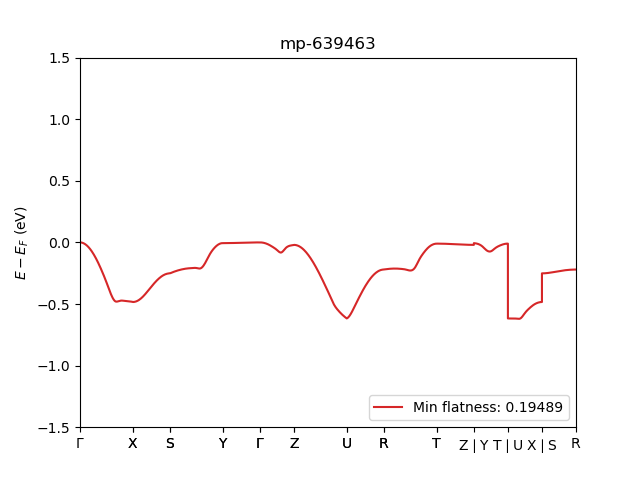 mp-639463
1.5
1.0
0.5
0.0
−0.5
−1.0
−1.5
E − E_F (eV)
Min flatness: 0.19489
Γ X S Y Γ Z U R T Z | Y T | U X | S R